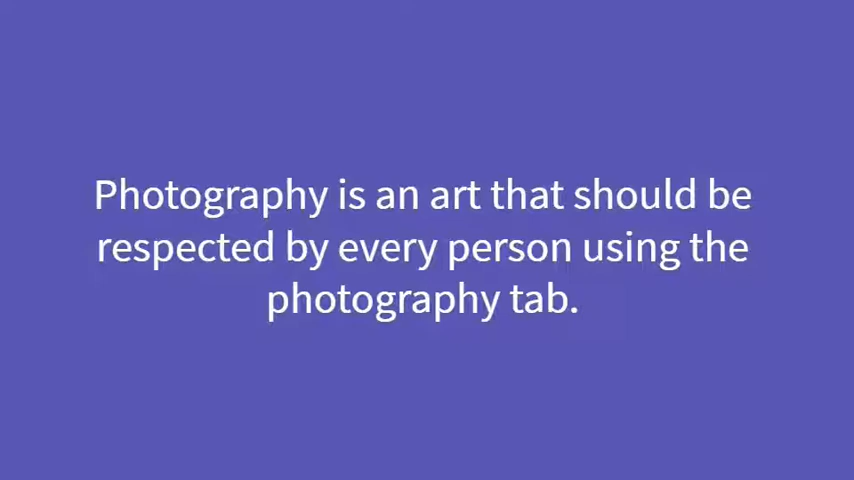 Photography is an art that should be
respected by every person using the
photography tab.